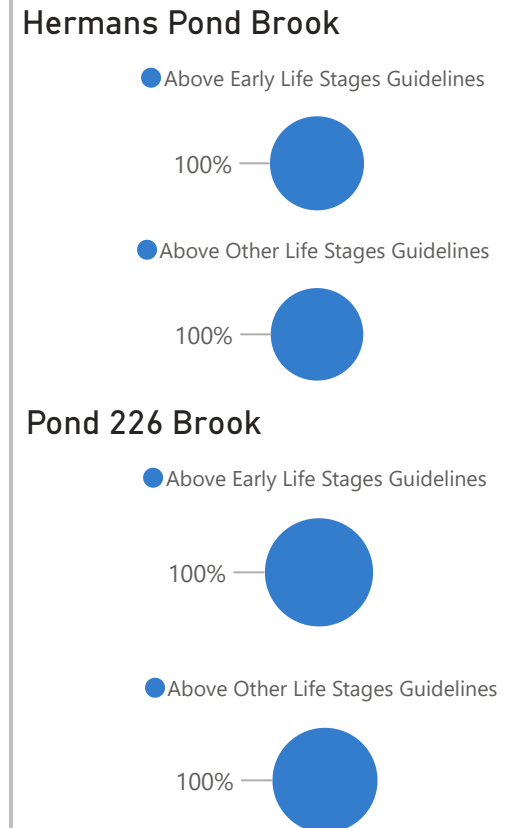 Hermans Pond Brook
Above Early Life Stages Guidelines
100%
Above Other Life Stages Guidelines
100%
Pond 226 Brook
Above Early Life Stages Guidelines
100%
Above Other Life Stages Guidelines
100%